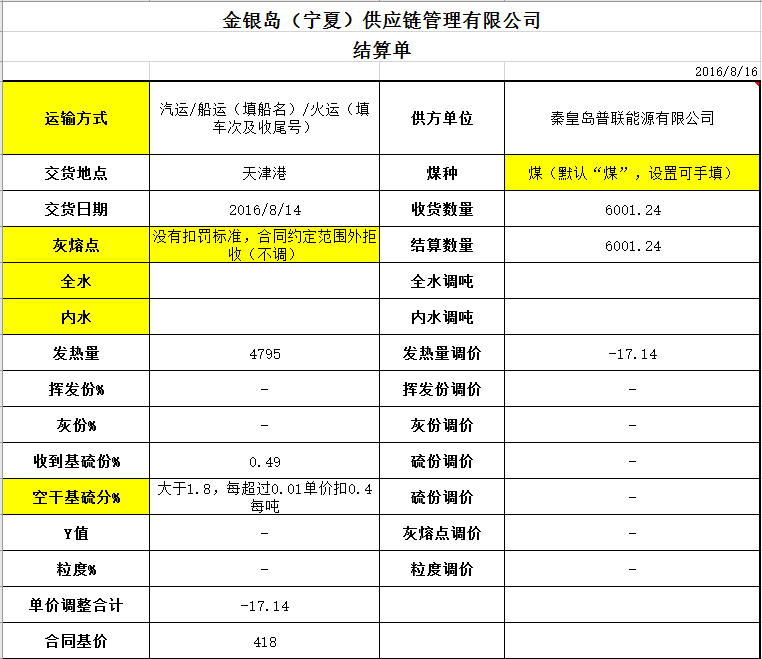 金银岛（宁夏）供应链管理有限公司
结算单
2016/8/16
运输方式 汽运/船运（填船名）/火运（填 供方单位 秦皇岛普联能源有限公司
车次及收尾号）
交货地点 天津港 煤种 煤（默认“煤”，设置可手填）
交货日期 2016/8/14 收货数量 6001.24
灰熔点 没有扣罚标准，合同约定范围外拒 结算数量 6001.24
收（不调）
全水 全水调吨
内水 内水调吨
发热量 4795 发热量调价 -17.14
挥发份% - 挥发份调价 -
灰份% - 灰份调价 -
收到基硫份% 0.49 硫份调价 -
空干基硫分% 大于1.8，每超过0.01单价扣0.4 硫份调价 -
每吨
Y值 - 灰熔点调价 -
粒度% - 粒度调价 -
单价调整合计 -17.14
合同基价 418